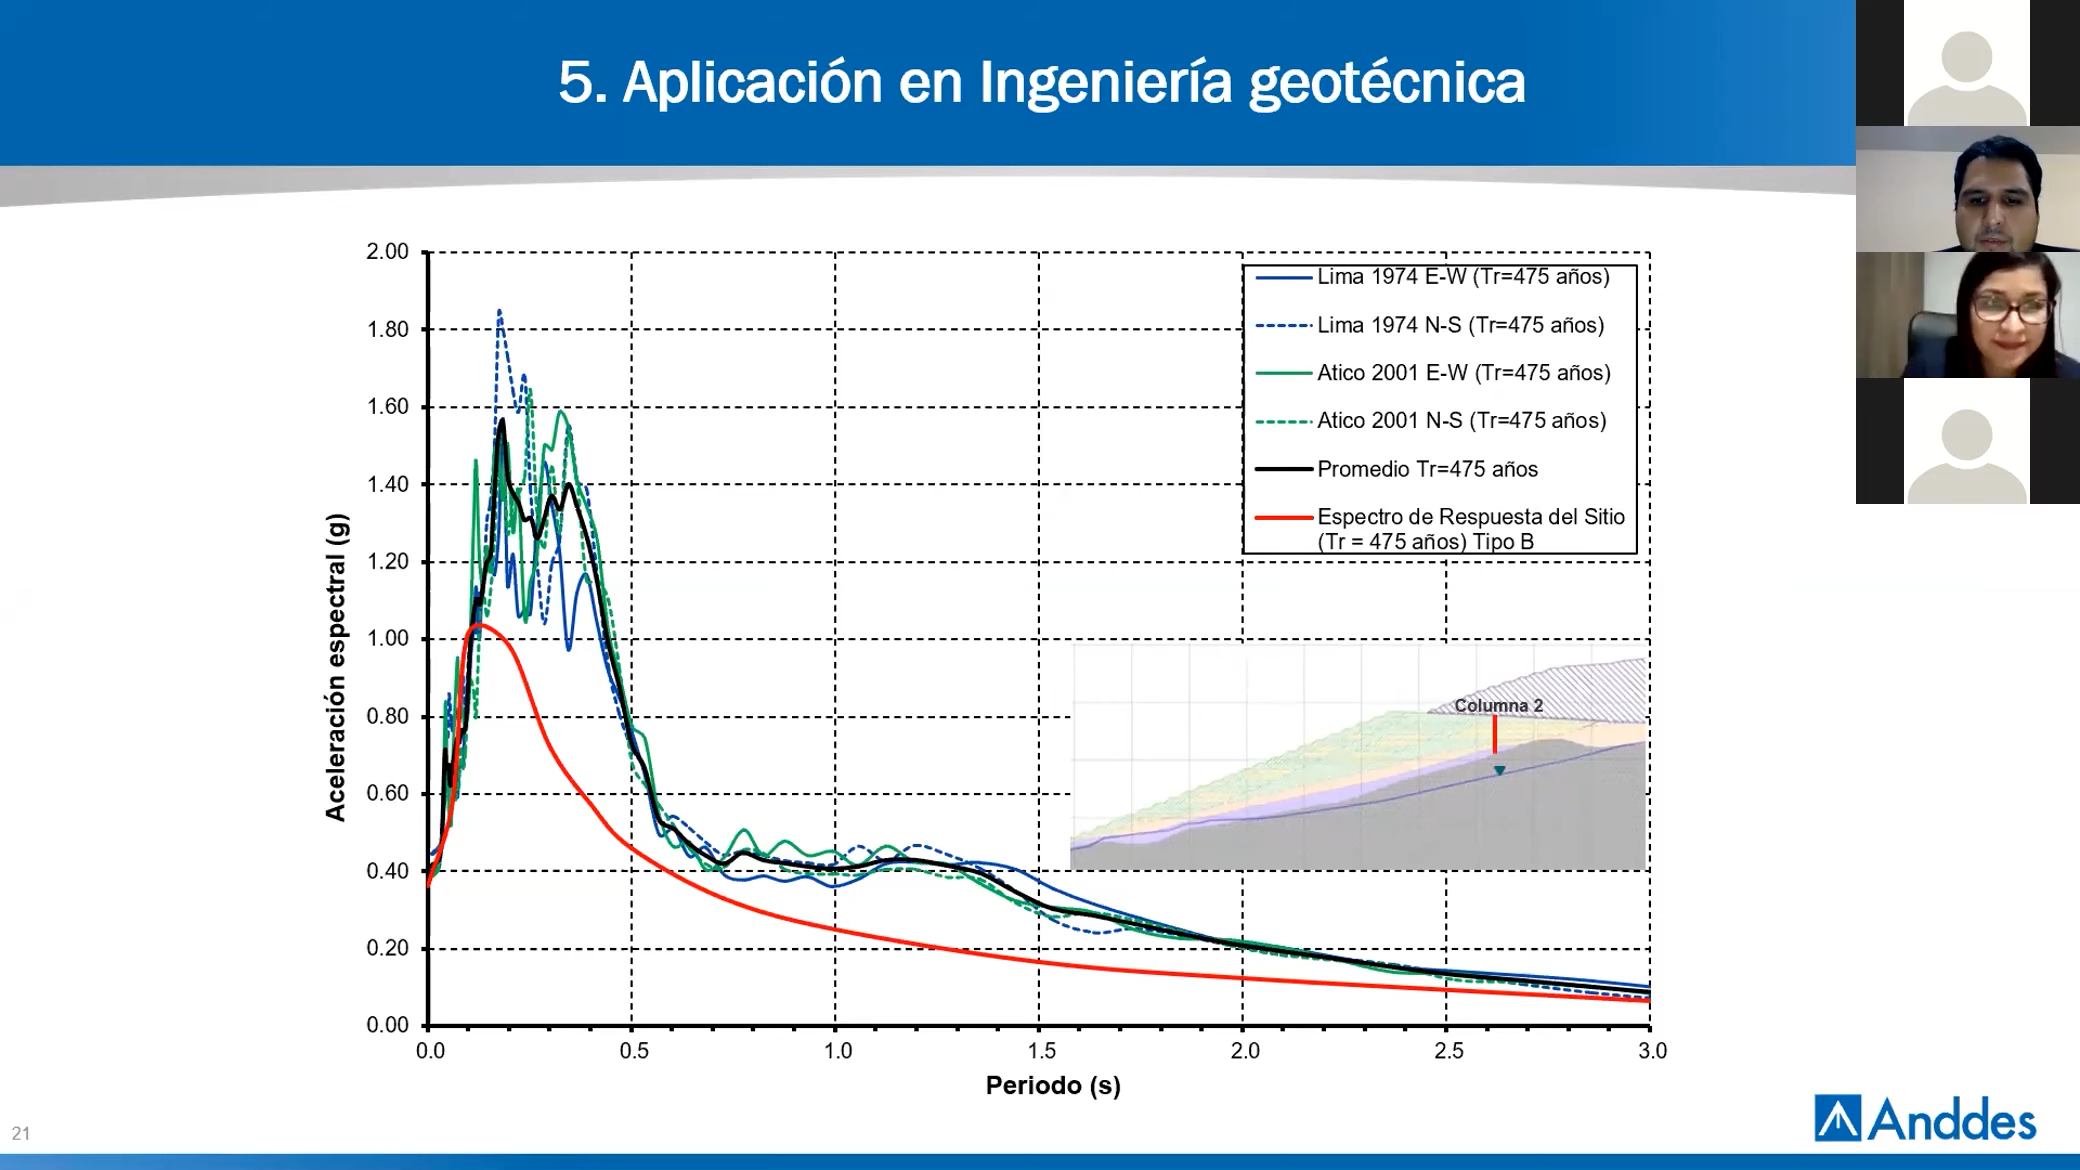 5. Aplicación en Ingeniería geotécnica
2.00
1.80
1.60
1.40
1.20
1.00
0.80
0.60
0.40
0.20
0.00
Aceleración espectral (g)
Lima 1974 E-W (Tr=475 años)
Lima 1974 N-S (Tr=475 años)
Atico 2001 E-W (Tr=475 años)
Atico 2001 N-S (Tr=475 años)
Promedio Tr=475 años
Espectro de Respuesta del Sitio
(Tr = 475 años) Tipo B
Columna 2
0.0
0.5
1.0
1.5
2.0
2.5
3.0
Periodo (s)
21
Anddes